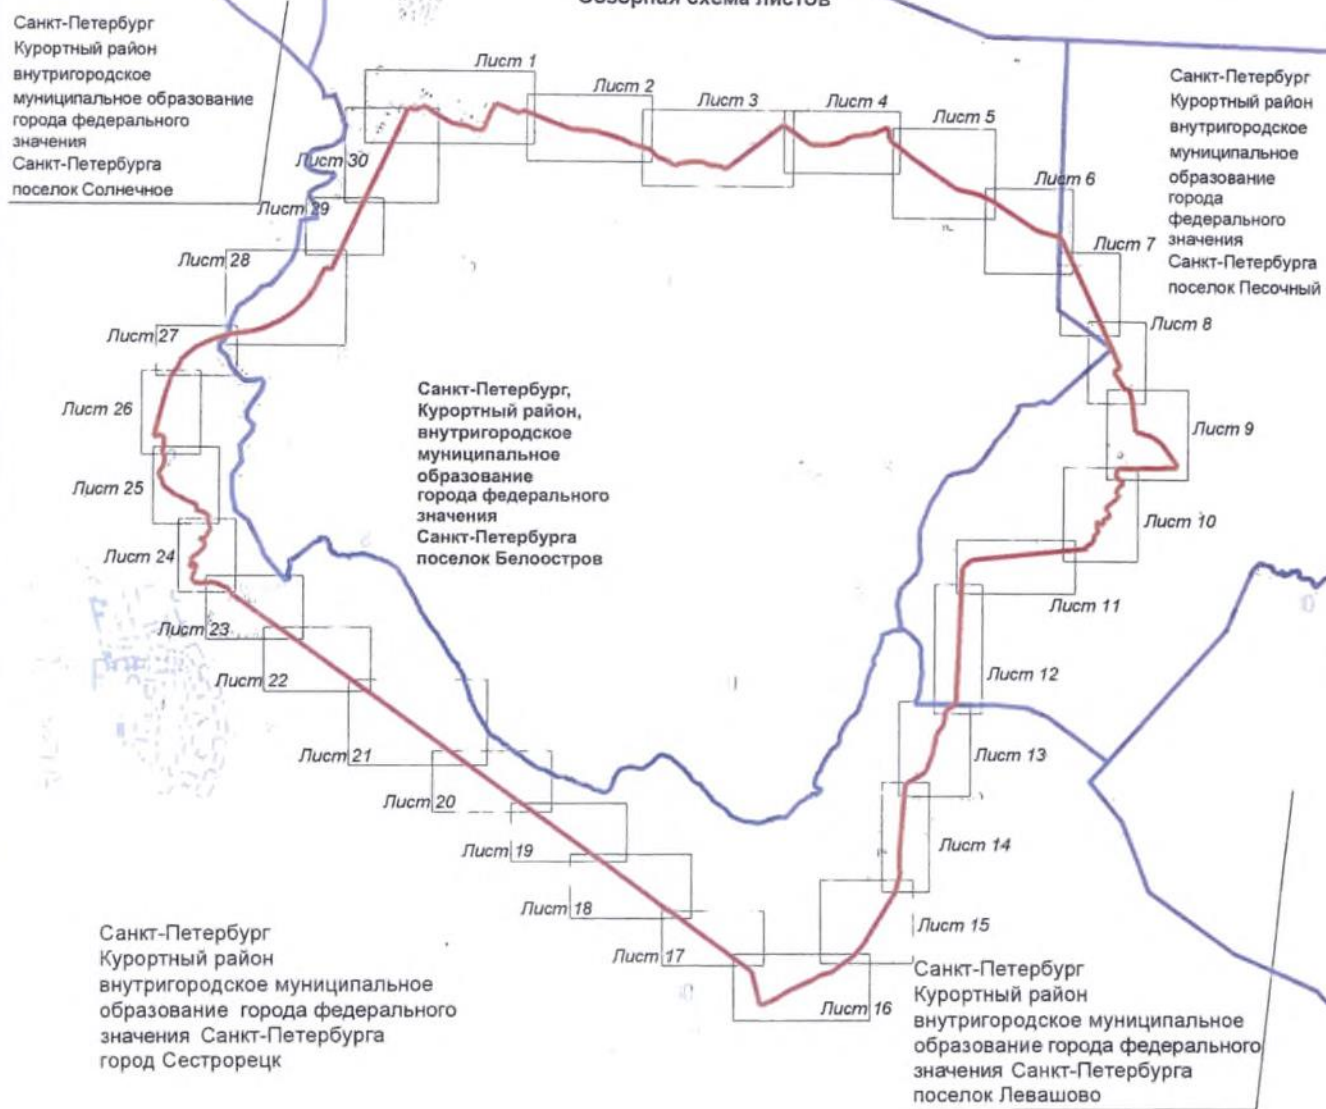 Обзорная схема листов
Санкт-Петербург
Курортный район
внутригородское
муниципальное образование
города федерального
значения
Санкт-Петербурга
поселок Солнечное
Санкт-Петербург
Курортный район
внутригородское
муниципальное
образование
города
федерального
значения
Санкт-Петербурга
поселок Песочный
Лист 1
Лист 2
Лист 3
Лист 4
Лист 5
Лист 6
Лист 7
Лист 8
Лист 9
Лист 10
Лист 11
Лист 12
Лист 13
Лист 14
Лист 15
Лист 16
Лист 17
Лист 18
Лист 19
Лист 20
Лист 21
Лист 22
Лист 23
Лист 24
Лист 25
Лист 26
Лист 27
Лист 28
Лист 29
Лист 30
Санкт-Петербург,
Курортный район,
внутригородское
муниципальное
образование
города федерального
значения
Санкт-Петербурга
поселок Белоостров
Санкт-Петербург
Курортный район
внутригородское муниципальное
образование города федерального
значения Санкт-Петербурга
город Сестрорецк
Санкт-Петербург
Курортный район
внутригородское муниципальное
образование города федерального
значения Санкт-Петербурга
поселок Левашово